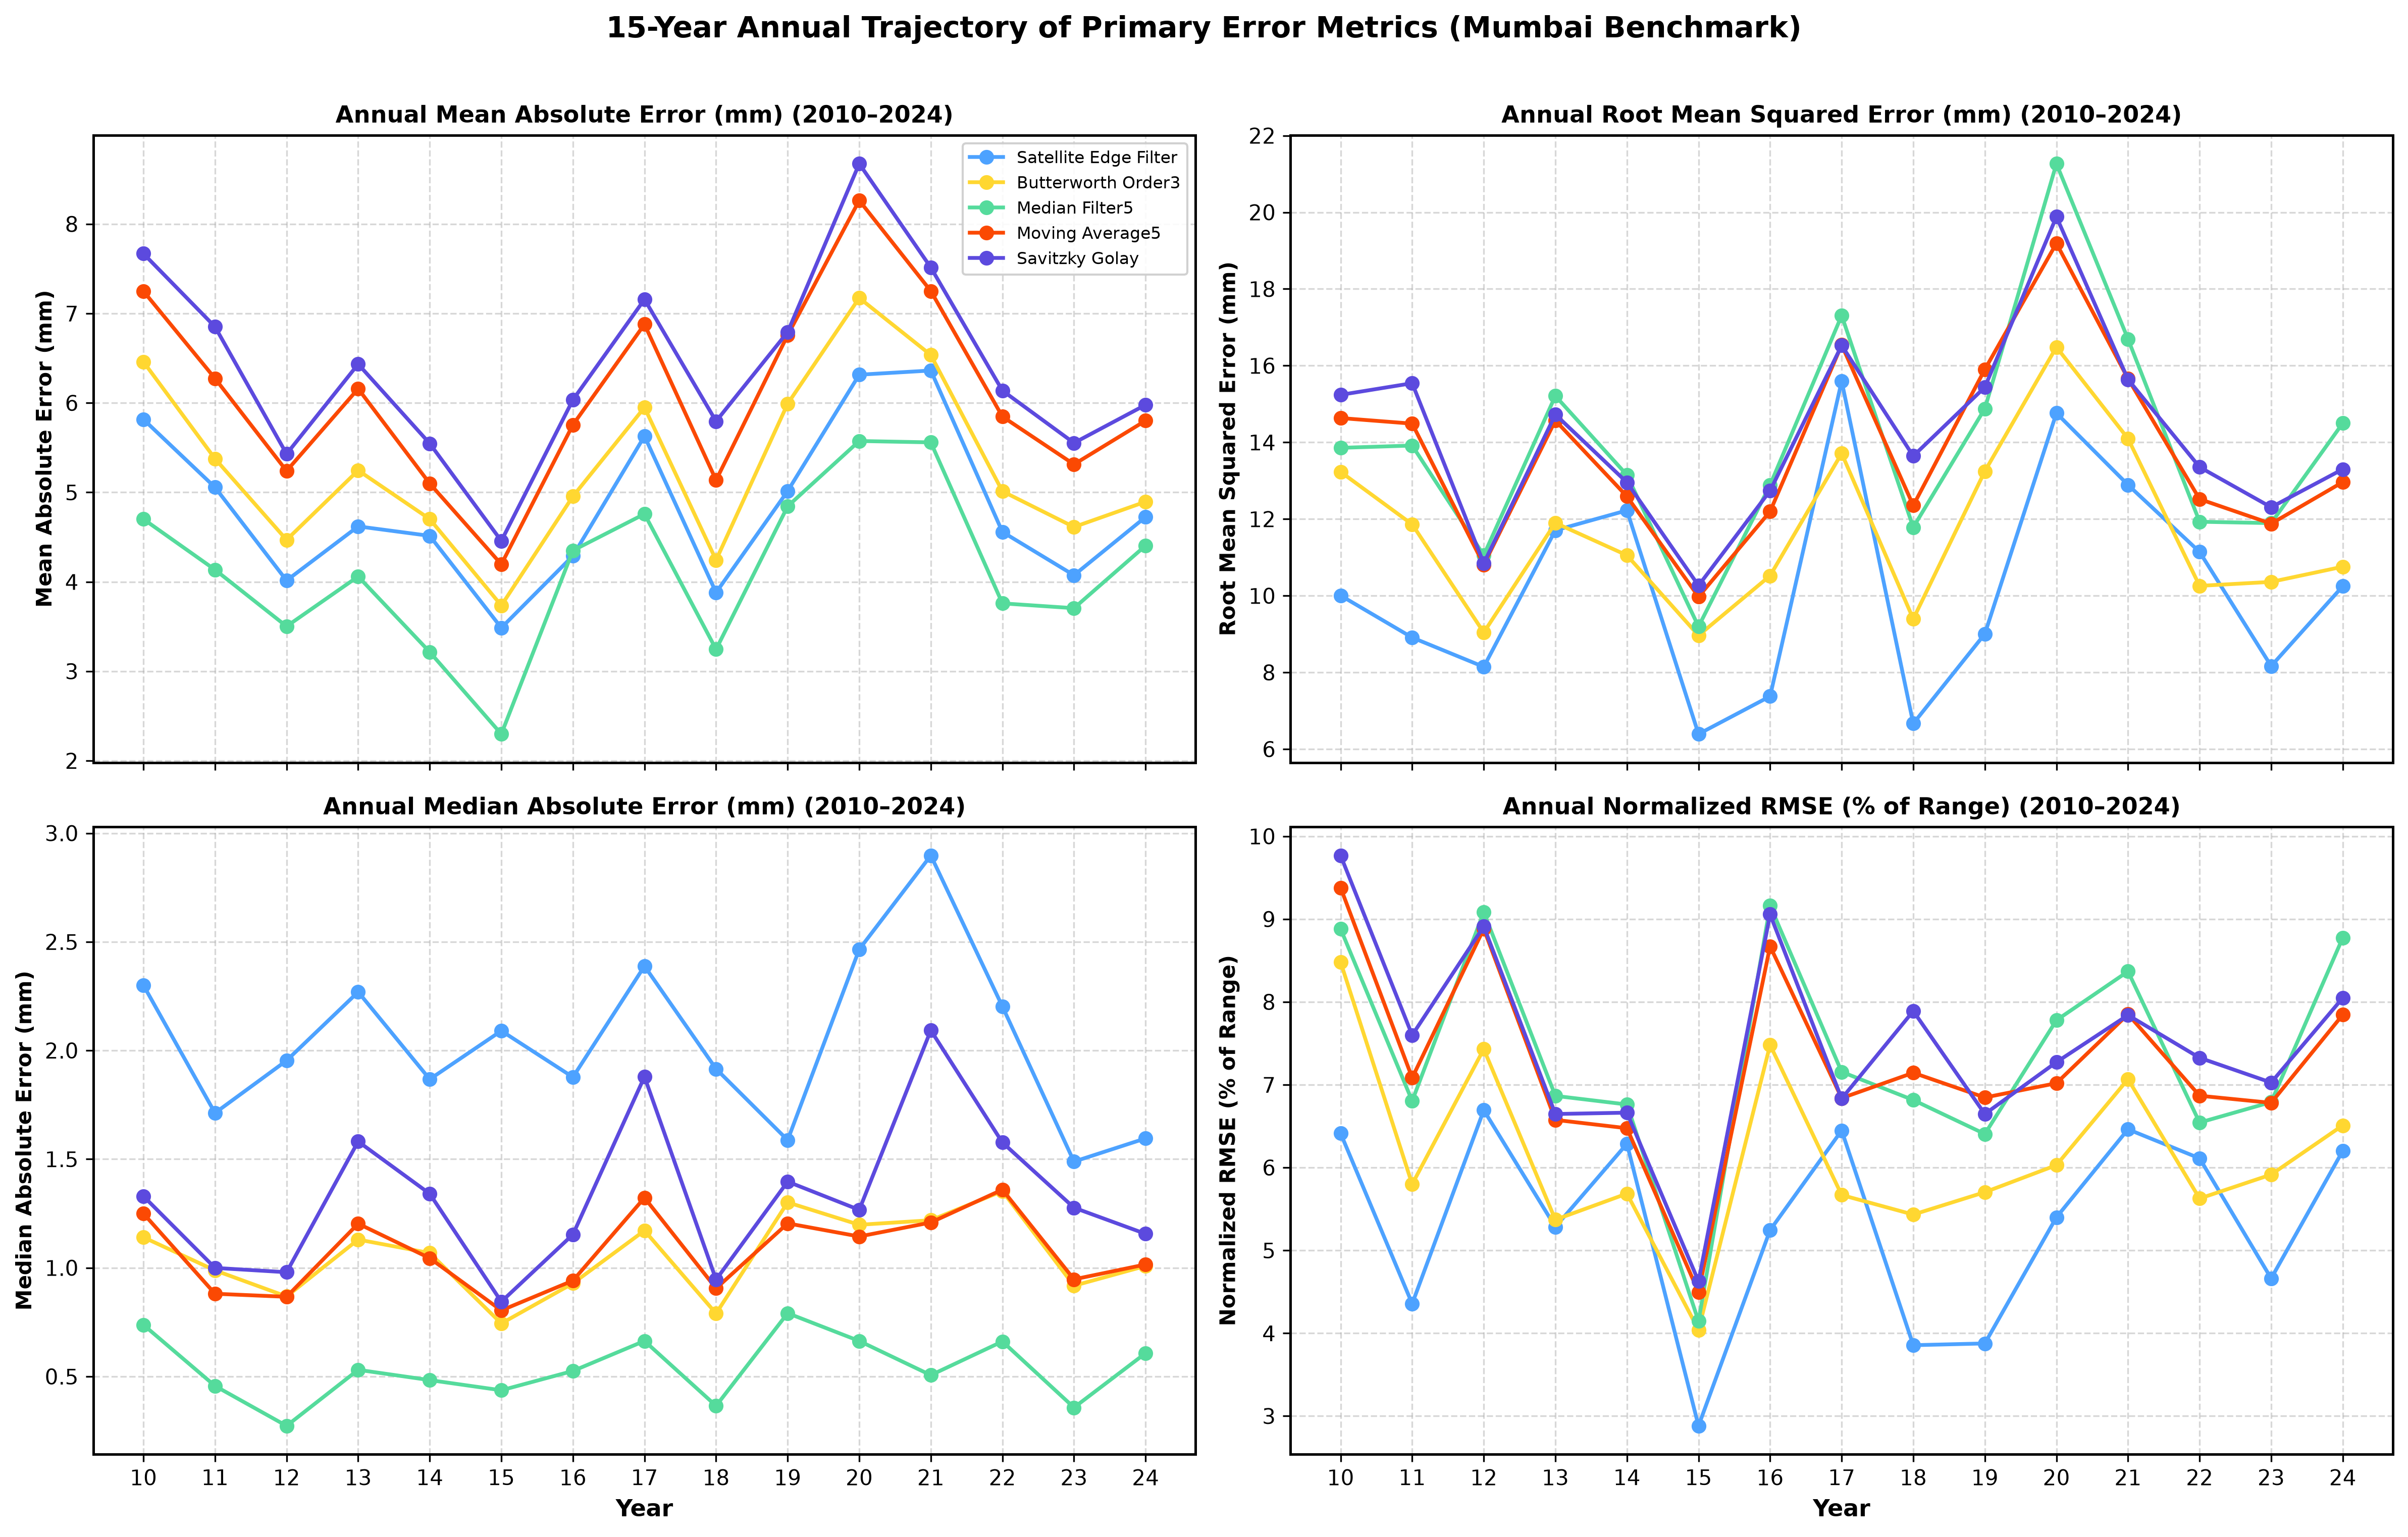 15-Year Annual Trajectory of Primary Error Metrics (Mumbai Benchmark)
Annual Mean Absolute Error (mm) (2010–2024)
Mean Absolute Error (mm)
8
7
6
5
4
3
2
Satellite Edge Filter
Butterworth Order3
Median Filter5
Moving Average5
Savitzky Golay
Annual Root Mean Squared Error (mm) (2010–2024)
Root Mean Squared Error (mm)
22
20
18
16
14
12
10
8
6
Annual Median Absolute Error (mm) (2010–2024)
Median Absolute Error (mm)
3.0
2.5
2.0
1.5
1.0
0.5
10 11 12 13 14 15 16 17 18 19 20 21 22 23 24
Year
Annual Normalized RMSE (% of Range) (2010–2024)
Normalized RMSE (% of Range)
10
9
8
7
6
5
4
3
10 11 12 13 14 15 16 17 18 19 20 21 22 23 24
Year